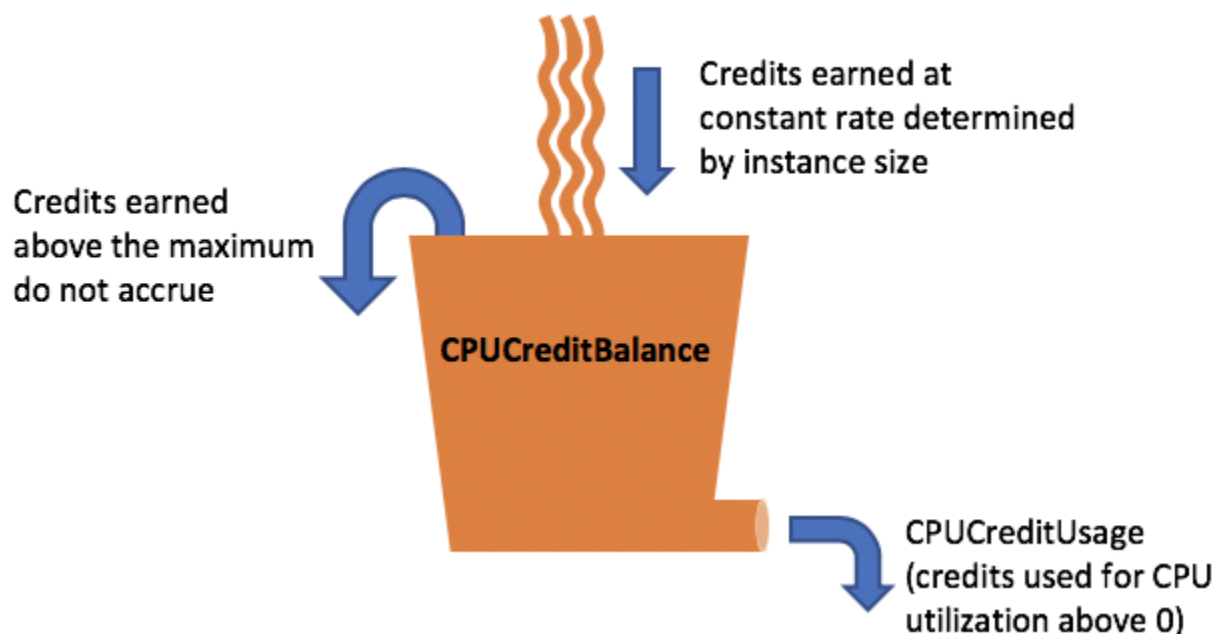 Credits earned at
constant rate determined
by instance size
Credits earned
above the maximum
do not accrue
CPUCreditBalance
CPUCreditUsage
(credits used for CPU
utilization above 0)